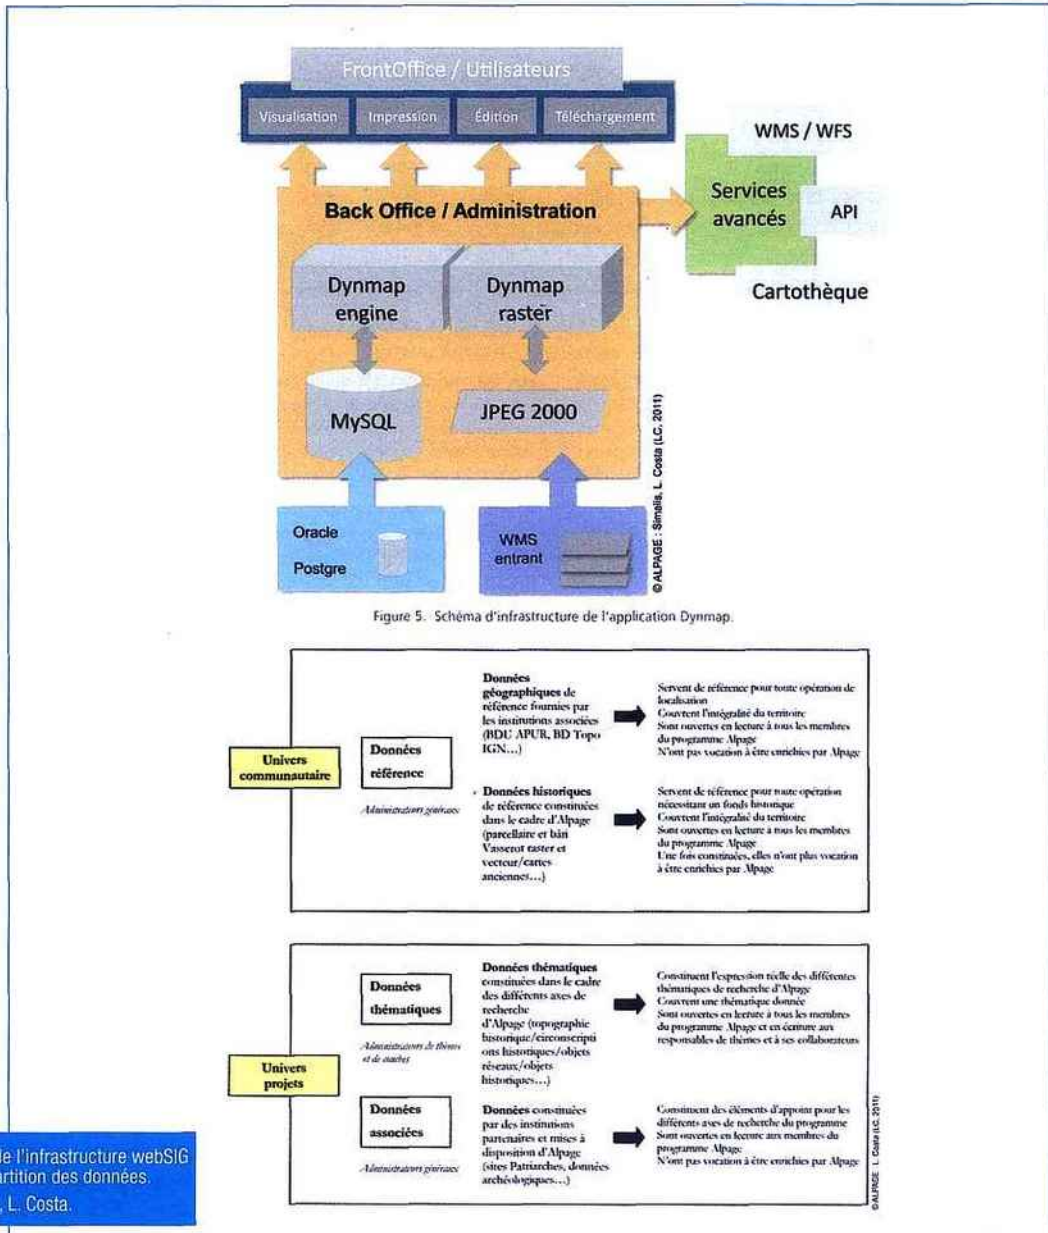 FrontOffice / Utilisateurs
Visualisation
Impression
Édition
Téléchargement
WMS / WFS
Services
avancés
API
Cartothèque
Back Office / Administration
Dynmap
engine
Dynmap
raster
MySQL
JPEG 2000
Oracle
Postgre
WMS
entrant
© ALPAGE : Simalis, L. Costa (LC, 2011)
Figure 5. Schéma d'infrastructure de l'application Dynmap.
Univers
communautaire
Données
référence
Administrateurs généraux
Données
géographiques de
référence fournies par
les institutions associées
(BDU APUR, BD Topo
IGN…)
Servent de référence pour toute opération de
localisation
Couvrent l'intégralité du territoire
Sont ouvertes en lecture à tous les membres
du programme Alpage
N'ont pas vocation à être enrichies par Alpage
Données historiques
de référence constituées
dans le cadre d'Alpage
(parcellaire et bâti
Vasserot raster et
vecteur/cartes
anciennes…)
Servent de référence pour toute opération
nécessitant un fonds historique
Couvrent l'intégralité du territoire
Sont ouvertes en lecture à tous les membres
du programme Alpage
Une fois constituées, elles n'ont plus vocation
à être enrichies par Alpage
Univers
projets
Données
thématiques
Administrateurs de thèmes
et de couches
Données thématiques
constituées dans le cadre
des différents axes de
recherche
d'Alpage (topographie
historique/circonscripti
ons historiques/objets
réseaux/objets
historiques…)
Constituent l'expression réelle des différentes
thématiques de recherche d'Alpage
Couvrent une thématique donnée
Sont ouvertes en lecture à tous les membres
du programme Alpage et en écriture aux
responsables de thèmes et à ses collaborateurs
Données
associées
Administrateurs généraux
Données constituées
par des institutions
partenaires et mises à
disposition d'Alpage
(sites Patriarches, données
archéologiques…)
Constituent des éléments d'appoint pour les
différents axes de recherche du programme
Sont ouvertes en lecture aux membres du
programme Alpage
N'ont pas vocation à être enrichies par Alpage
© ALPAGE L. Costa (LC, 2011)
de l'infrastructure webSIG
artition des données.
, L. Costa.